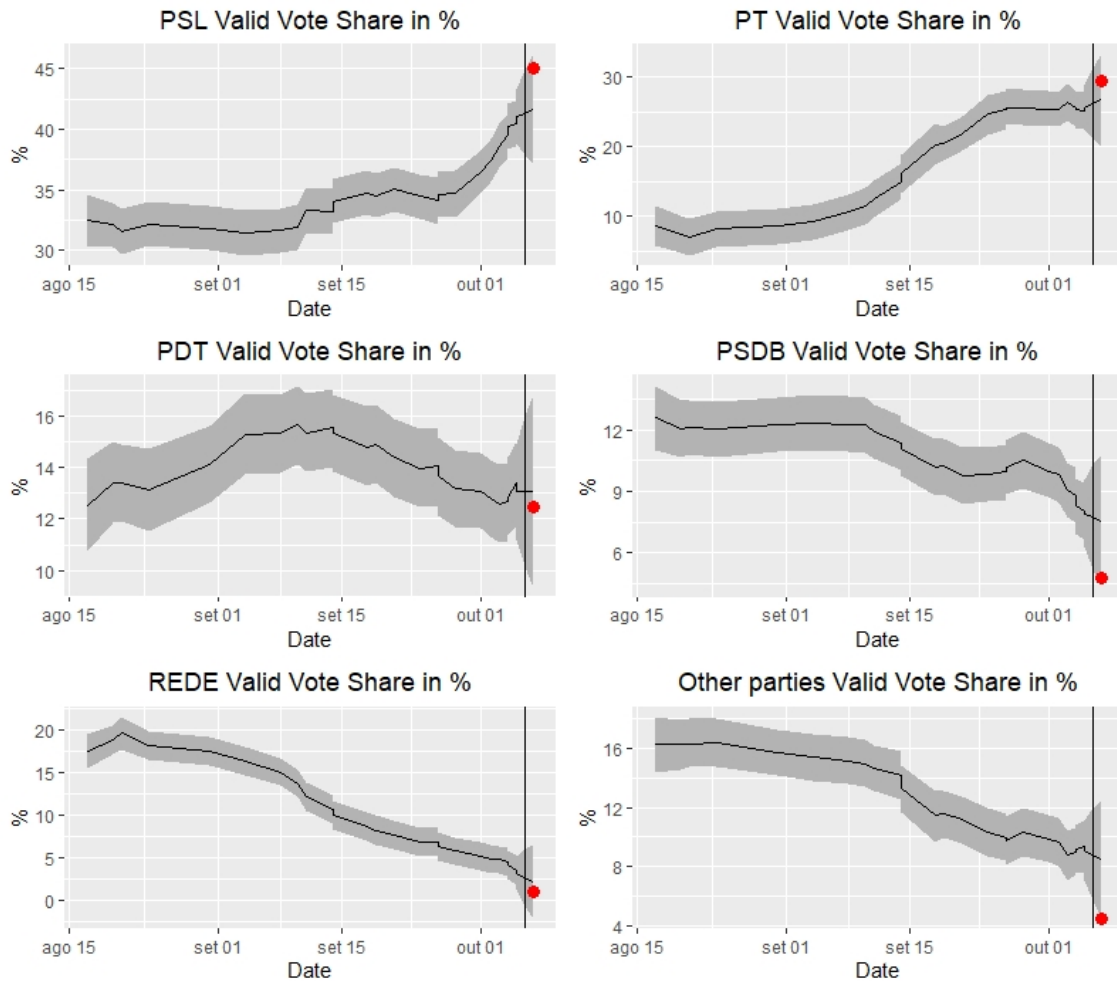 PSL Valid Vote Share in %
45
40
35
30
%
ago 15 set 01 set 15 out 01
Date
PT Valid Vote Share in %
30
20
10
%
ago 15 set 01 set 15 out 01
Date
PDT Valid Vote Share in %
16
14
12
10
%
ago 15 set 01 set 15 out 01
Date
PSDB Valid Vote Share in %
12
9
6
%
ago 15 set 01 set 15 out 01
Date
REDE Valid Vote Share in %
20
15
10
5
0
%
ago 15 set 01 set 15 out 01
Date
Other parties Valid Vote Share in %
16
12
8
4
%
ago 15 set 01 set 15 out 01
Date